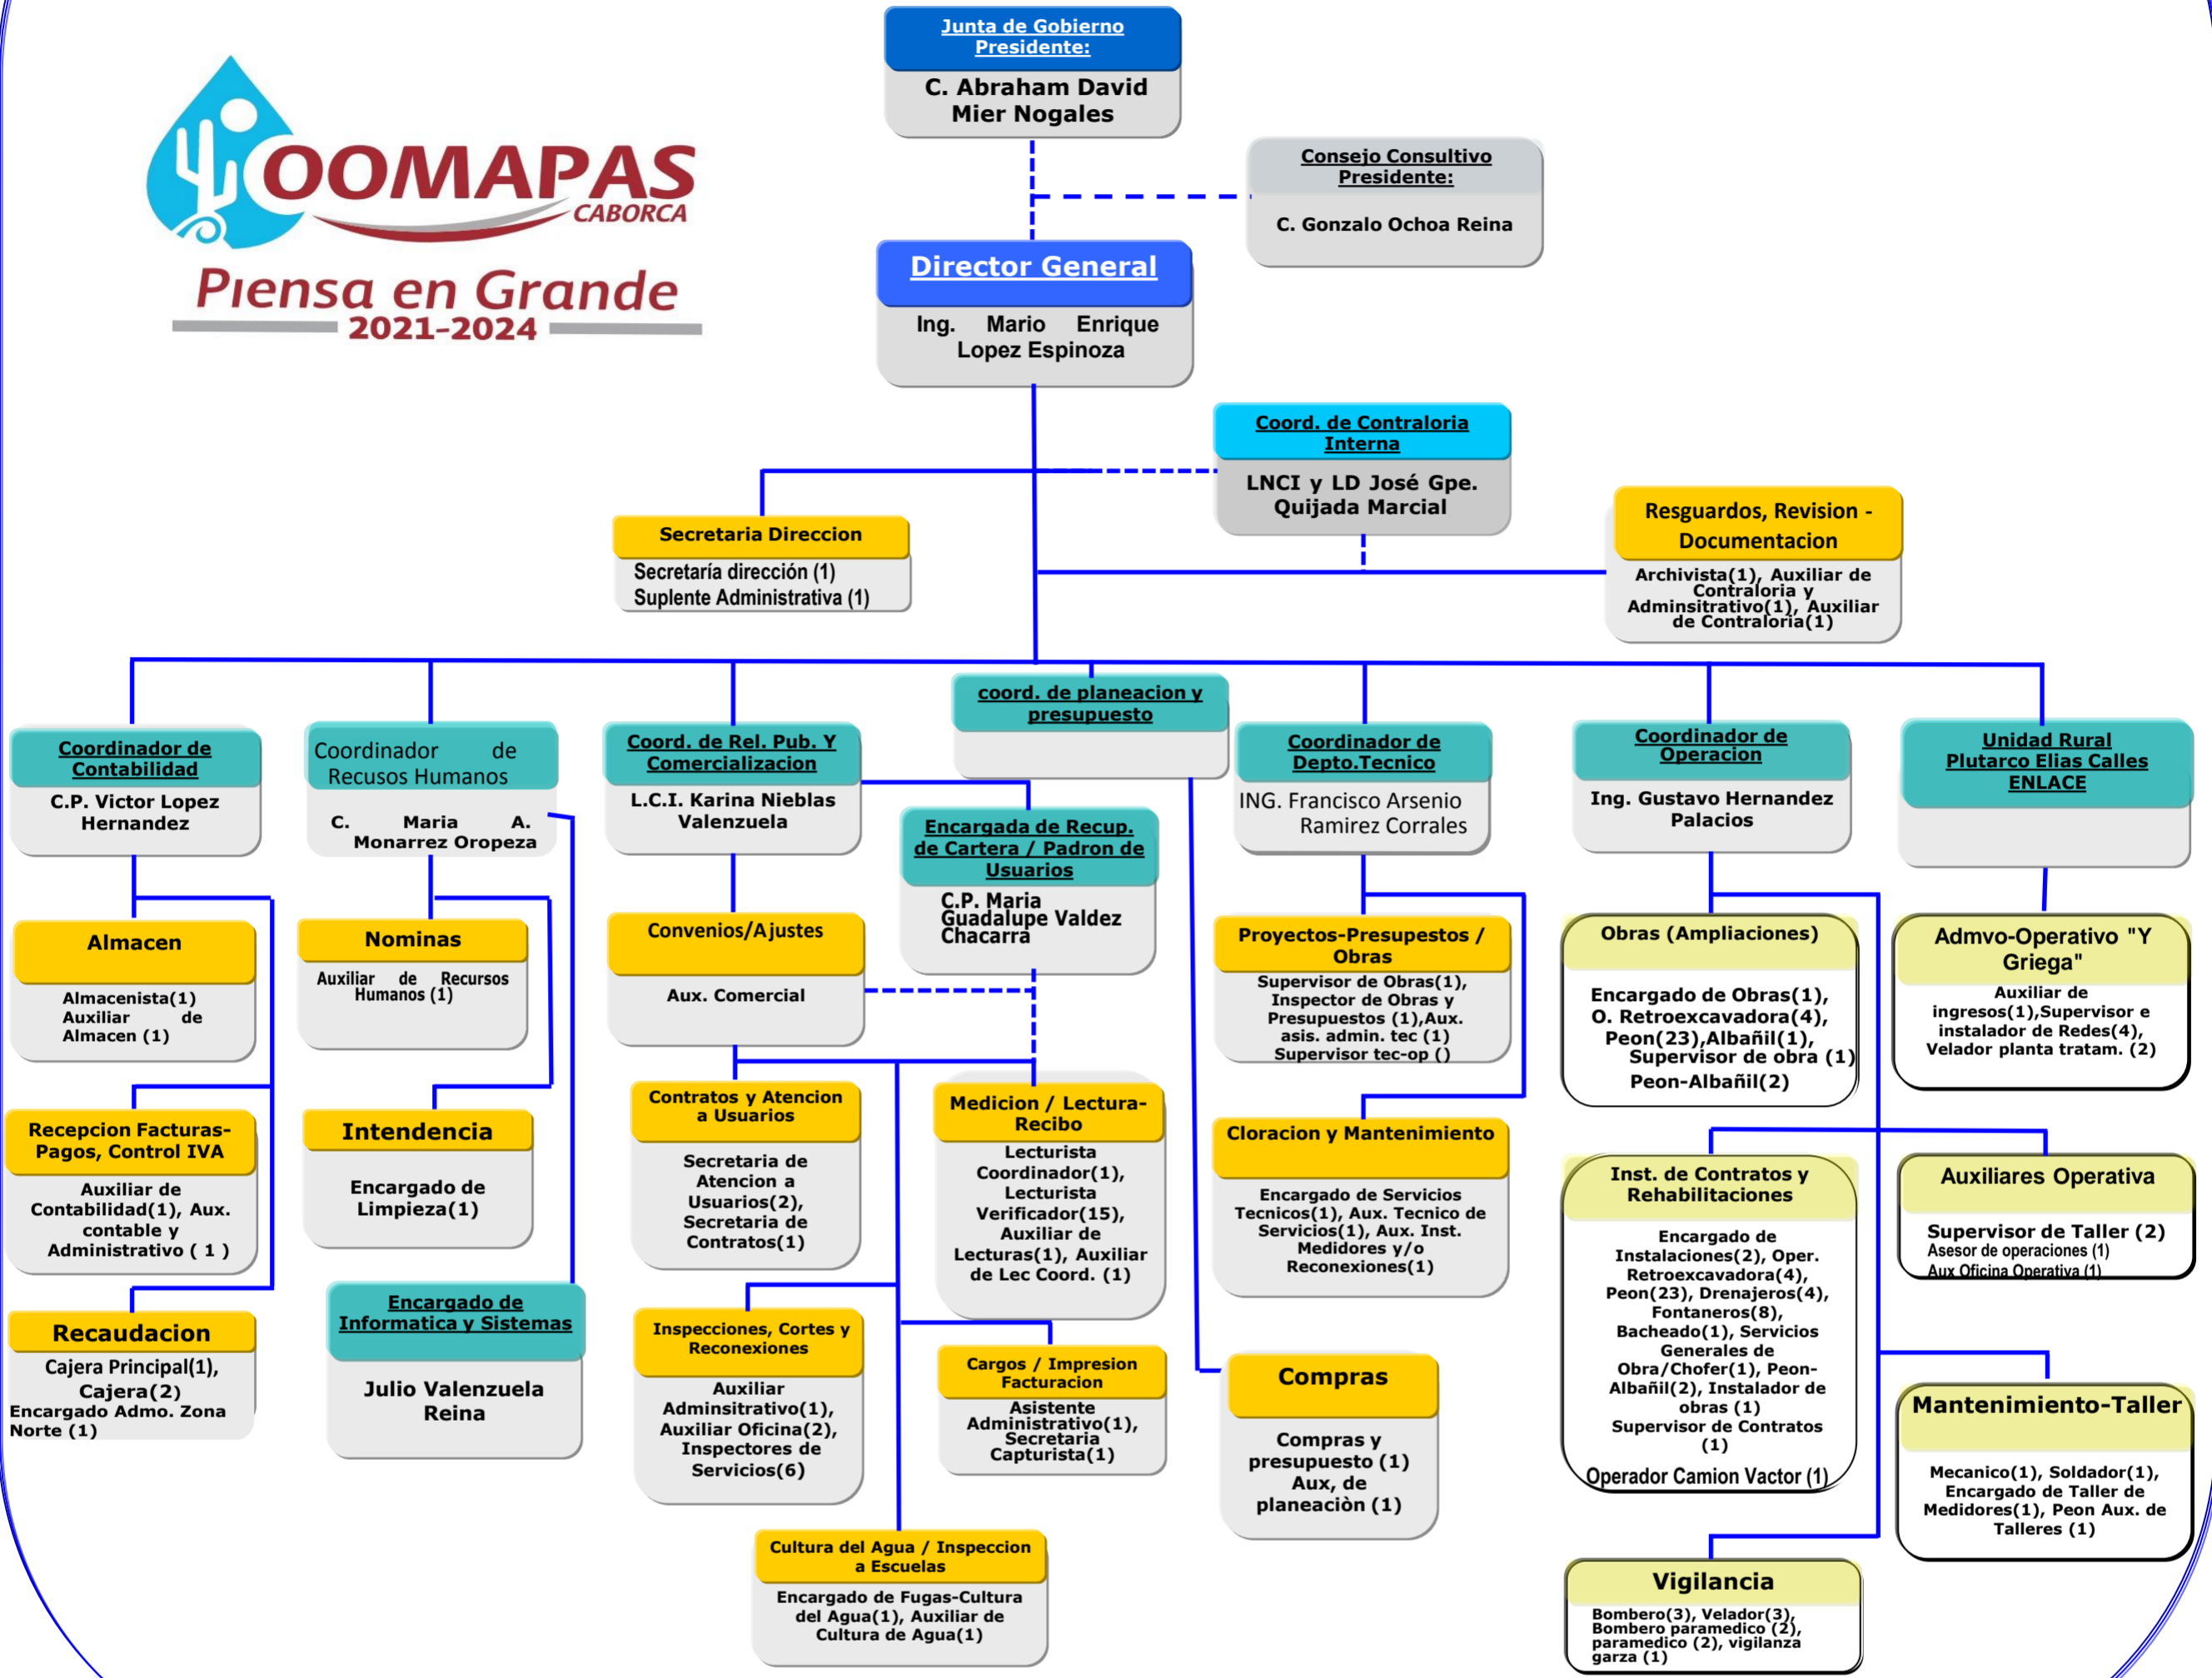 Junta de Gobierno
Presidente:
C. Abraham David
Mier Nogales
OOMAPAS
CABORCA
Piensa en Grande
2021-2024
Consejo Consultivo
Presidente:
C. Gonzalo Ochoa Reina
Director General
Ing. Mario Enrique
Lopez Espinoza
Coord. de Contraloria
Interna
LNCI y LD José Gpe.
Quijada Marcial
Secretaria Direccion
Secretaría dirección (1)
Suplente Administrativa (1)
Resguardos, Revision -
Documentacion
Archivista(1), Auxiliar de
Contraloria y
Adminsitrativo(1), Auxiliar
de Contraloria(1)
Coordinador de
Contabilidad
C.P. Victor Lopez
Hernandez
Coordinador de
Recusos Humanos
C. Maria A.
Monarrez Oropeza
Coord. de Rel. Pub. Y
Comercializacion
L.C.I. Karina Nieblas
Valenzuela
coord. de planeacion y
presupuesto
Coordinador de
Depto.Tecnico
ING. Francisco Arsenio
Ramirez Corrales
Coordinador de
Operacion
Ing. Gustavo Hernandez
Palacios
Unidad Rural
Plutarco Elias Calles
ENLACE
Encargada de Recup.
de Cartera / Padron de
Usuarios
C.P. Maria
Guadalupe Valdez
Chacarra
Almacen
Almacenista(1)
Auxiliar de
Almacen (1)
Nominas
Auxiliar de Recursos
Humanos (1)
Convenios/Ajustes
Aux. Comercial
Proyectos-Presupestos /
Obras
Supervisor de Obras(1),
Inspector de Obras y
Presupuestos (1),Aux.
asis. admin. tec (1)
Supervisor tec-op ()
Obras (Ampliaciones)
Encargado de Obras(1),
O. Retroexcavadora(4),
Peon(23),Albañil(1),
Supervisor de obra (1)
Peon-Albañil(2)
Admvo-Operativo "Y
Griega"
Auxiliar de
ingresos(1),Supervisor e
instalador de Redes(4),
Velador planta tratam. (2)
Recepcion Facturas-
Pagos, Control IVA
Auxiliar de
Contabilidad(1), Aux.
contable y
Administrativo ( 1 )
Intendencia
Encargado de
Limpieza(1)
Contratos y Atencion
a Usuarios
Secretaria de
Atencion a
Usuarios(2),
Secretaria de
Contratos(1)
Medicion / Lectura-
Recibo
Lecturista
Coordinador(1),
Lecturista
Verificador(15),
Auxiliar de
Lecturas(1), Auxiliar
de Lec Coord. (1)
Cloracion y Mantenimiento
Encargado de Servicios
Tecnicos(1), Aux. Tecnico de
Servicios(1), Aux. Inst.
Medidores y/o
Reconexiones(1)
Inst. de Contratos y
Rehabilitaciones
Encargado de
Instalaciones(2), Oper.
Retroexcavadora(4),
Peon(23), Drenajeros(4),
Fontaneros(8),
Bacheado(1), Servicios
Generales de
Obra/Chofer(1), Peon-
Albañil(2), Instalador de
obras (1)
Supervisor de Contratos
(1)
Operador Camion Vactor (1)
Auxiliares Operativa
Supervisor de Taller (2)
Asesor de operaciones (1)
Aux Oficina Operativa (1)
Recaudacion
Cajera Principal(1),
Cajera(2)
Encargado Admo. Zona
Norte (1)
Encargado de
Informatica y Sistemas
Julio Valenzuela
Reina
Inspecciones, Cortes y
Reconexiones
Auxiliar
Adminsitrativo(1),
Auxiliar Oficina(2),
Inspectores de
Servicios(6)
Cargos / Impresion
Facturacion
Asistente
Administrativo(1),
Secretaria
Capturista(1)
Compras
Compras y
presupuesto (1)
Aux, de
planeaciòn (1)
Mantenimiento-Taller
Mecanico(1), Soldador(1),
Encargado de Taller de
Medidores(1), Peon Aux. de
Talleres (1)
Cultura del Agua / Inspeccion
a Escuelas
Encargado de Fugas-Cultura
del Agua(1), Auxiliar de
Cultura de Agua(1)
Vigilancia
Bombero(3), Velador(3),
Bombero paramedico (2),
paramedico (2), vigilanza
garza (1)